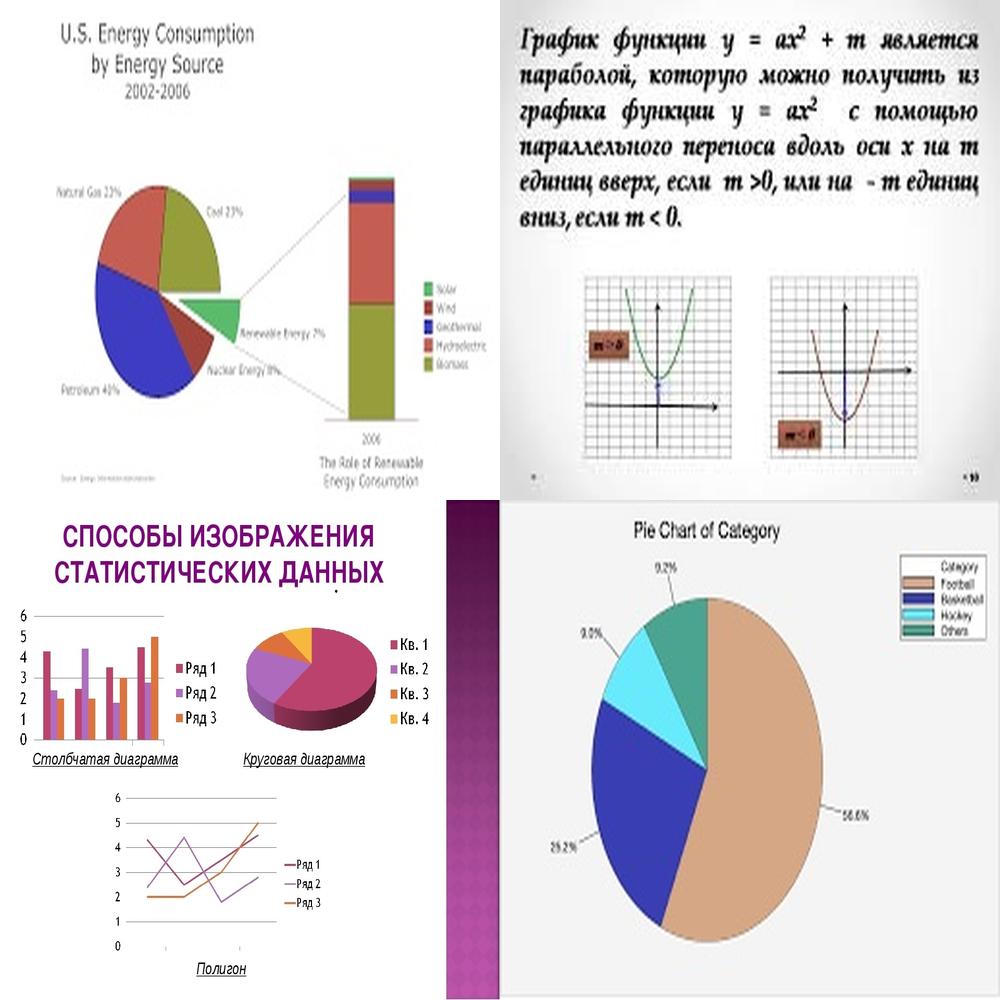 U.S. Energy Consumption
by Energy Source
2002-2006
Natural Gas 23%
Coal 23%
Renewable Energy 7%
Nuclear Energy 8%
Petroleum 40%
Solar
Wind
Geothermal
Hydroelectric
Biomass
2006
The Role of Renewable
Energy Consumption
График функции y = ax² + m является
параболой, которую можно получить из
графика функции y = ax² с помощью
параллельного переноса вдоль оси x на m
единиц вверх, если m >0, или на - m единиц
вниз, если m < 0.
m > 0
m < 0
10
СПОСОБЫ ИЗОБРАЖЕНИЯ
СТАТИСТИЧЕСКИХ ДАННЫХ
6
5
4
3
2
1
0
Ряд 1
Ряд 2
Ряд 3
Столбчатая диаграмма
Кв. 1
Кв. 2
Кв. 3
Кв. 4
Круговая диаграмма
6
5
4
3
2
1
0
Ряд 1
Ряд 2
Ряд 3
Полигон
Pie Chart of Category
Category
Football
Basketball
Hockey
Others
9.2%
9.0%
25.2%
56.6%